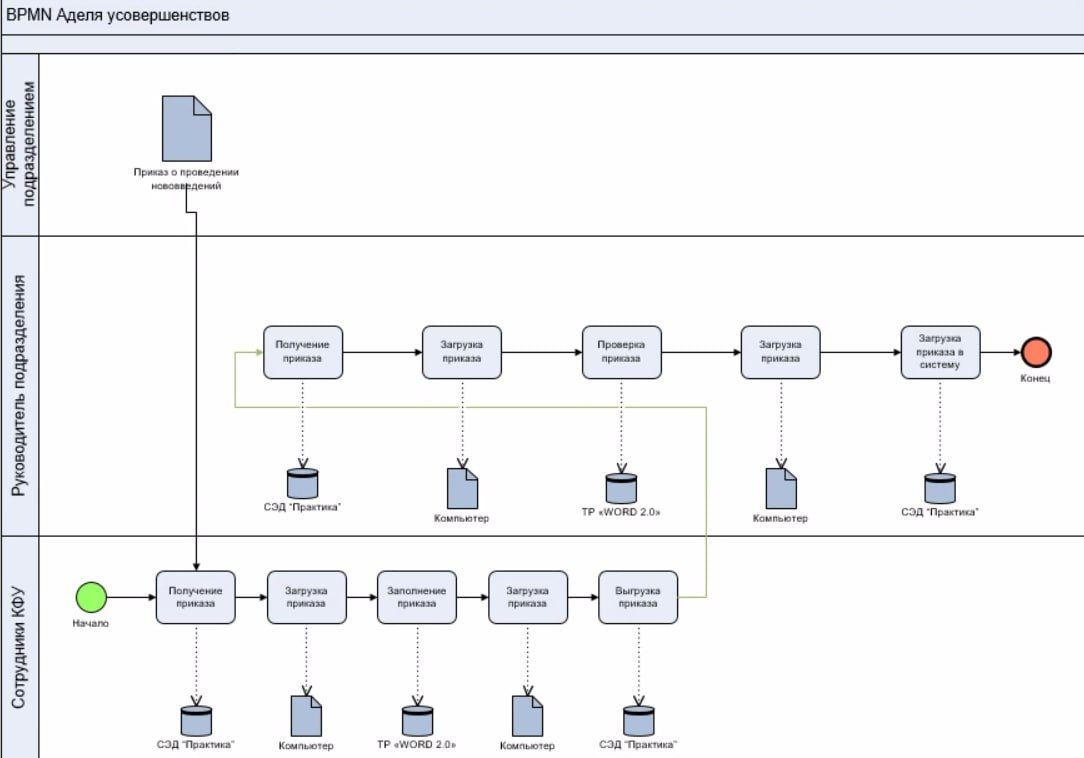 BPMN Аделя усовершенствов
Управление
подразделением
Приказ о проведении
нововведений
Руководитель подразделения
Получение
приказа
Загрузка
приказа
Проверка
приказа
Загрузка
приказа
Загрузка
приказа в
систему
Конец
СЭД "Практика"
Компьютер
ТР «WORD 2.0»
Компьютер
СЭД "Практика"
Сотрудники КФУ
Начало
Получение
приказа
Загрузка
приказа
Заполнение
приказа
Загрузка
приказа
Выгрузка
приказа
СЭД "Практика"
Компьютер
ТР «WORD 2.0»
Компьютер
СЭД "Практика"